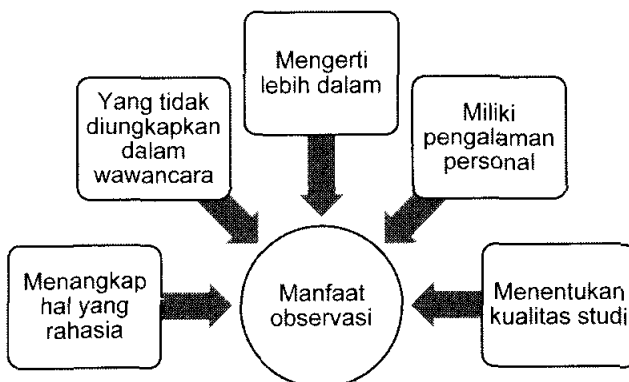 Mengerti
lebih dalam
Yang tidak
diungkapkan
dalam
wawancara
Miliki
pengalaman
personal
Menangkap
hal yang
rahasia
Manfaat
observasi
Menentukan
kualitas studi